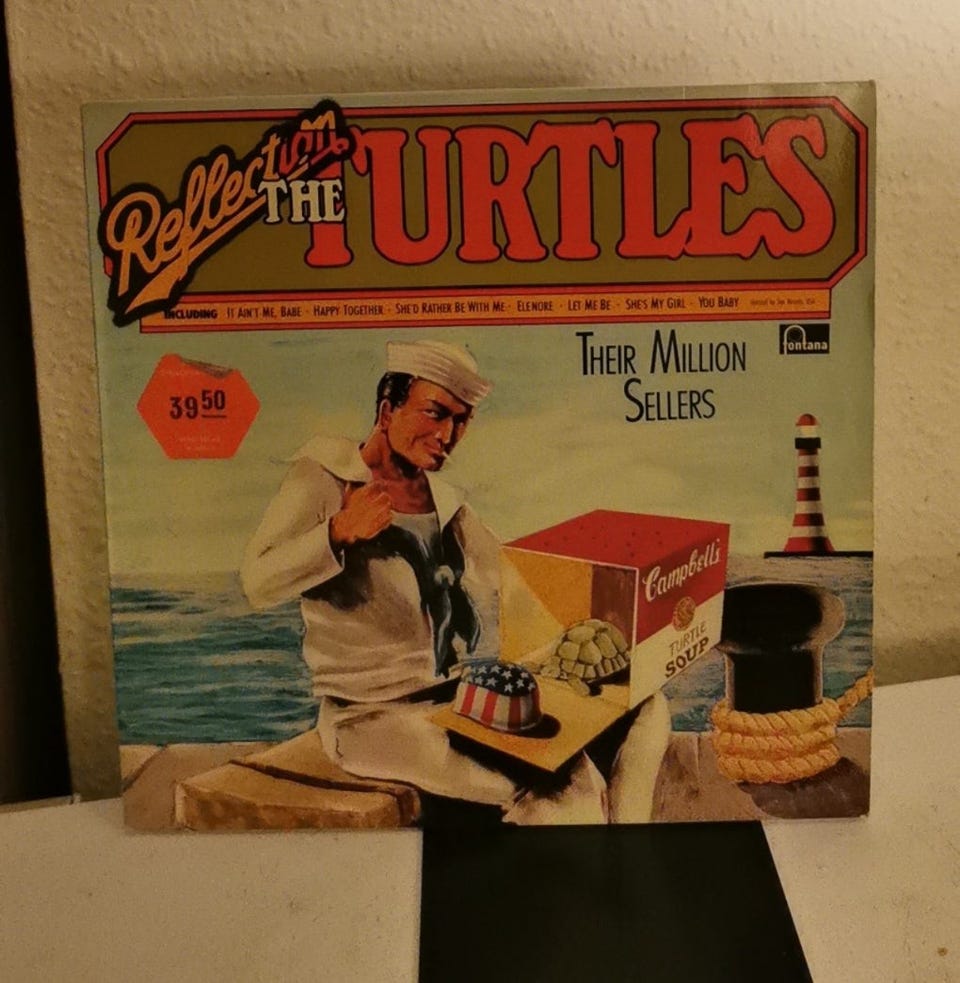 Reflection
THE TURTLES
INCLUDING IT AIN'T ME, BABE - HAPPY TOGETHER - SHE'D RATHER BE WITH ME - ELENORE - LET ME BE - SHE'S MY GIRL - YOU BABY
fontana
THEIR MILLION
SELLERS
39 50
Campbell's
TURTLE
SOUP